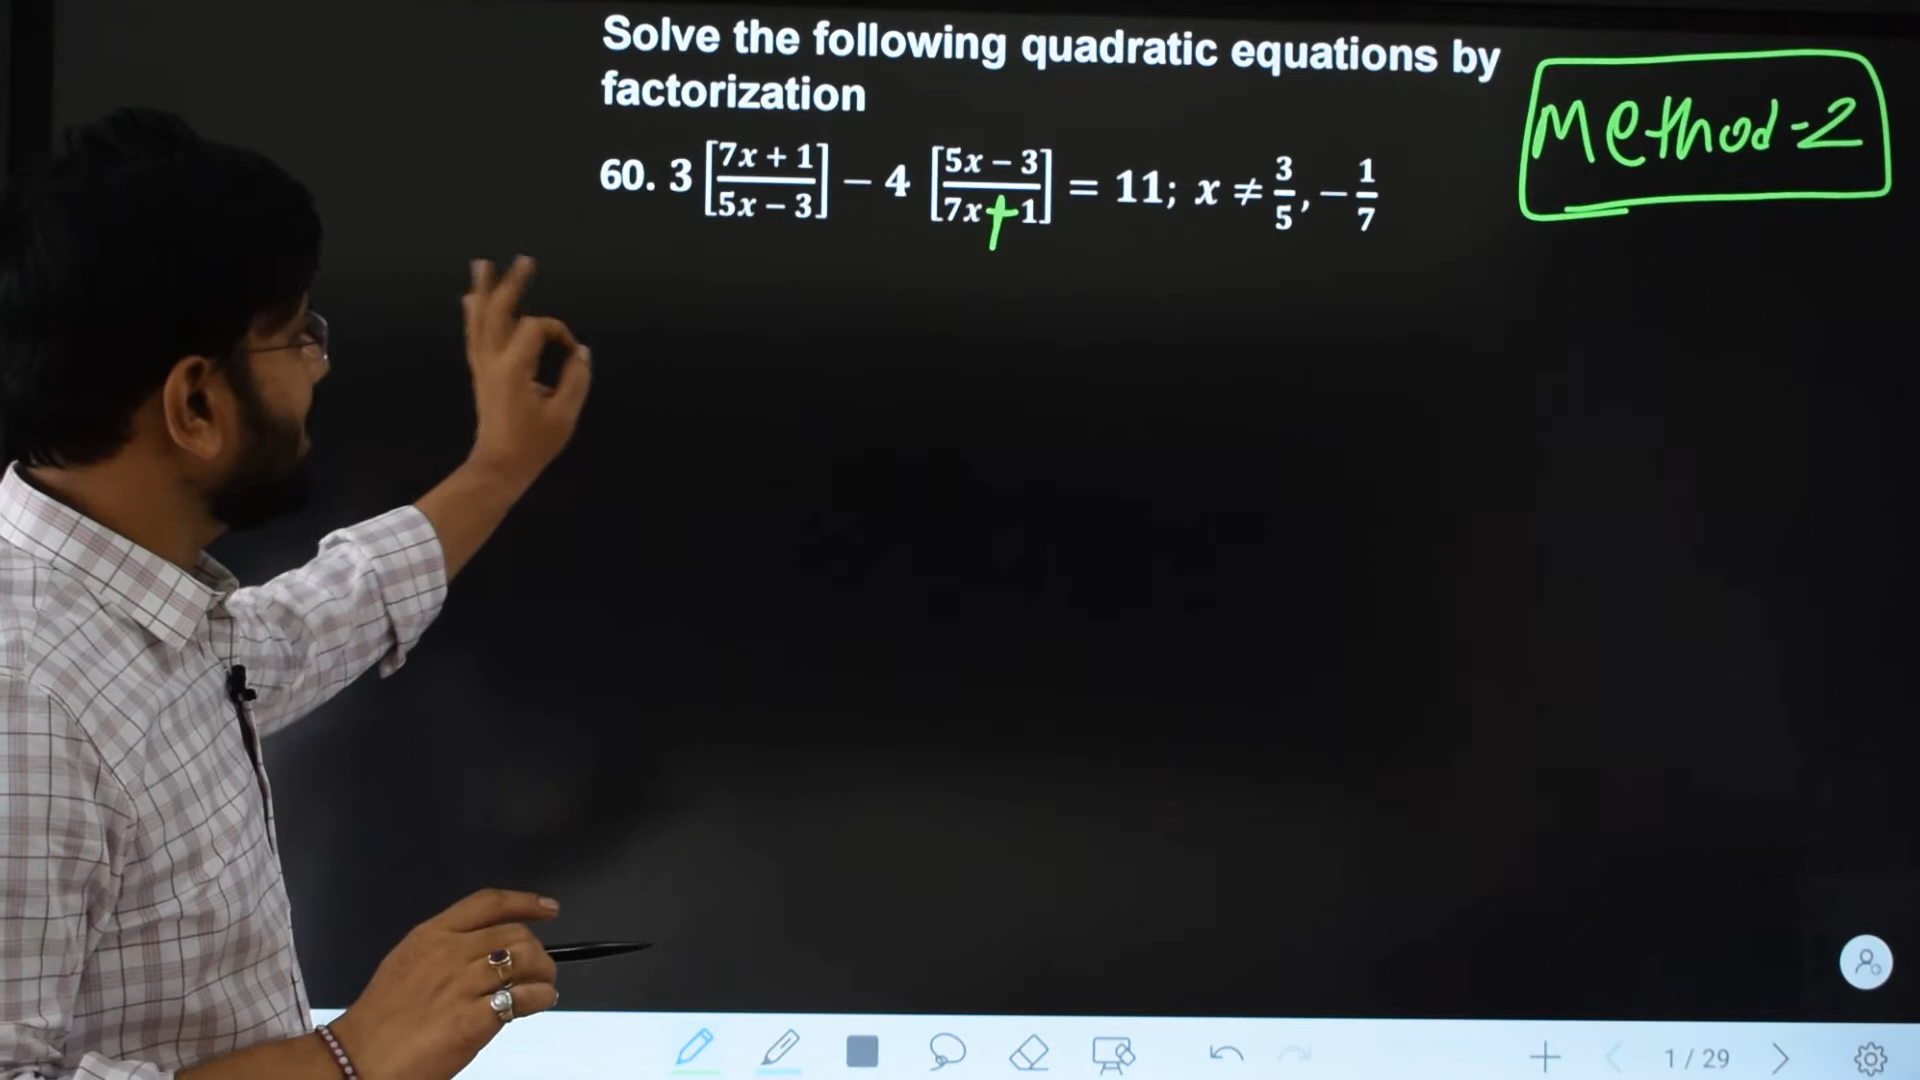 Solve the following quadratic equations by
factorization
Method-2
60. 3 [7x + 1 / 5x − 3] − 4 [5x − 3 / 7x + 1] = 11; x ≠ 3/5, −1/7
1 / 29